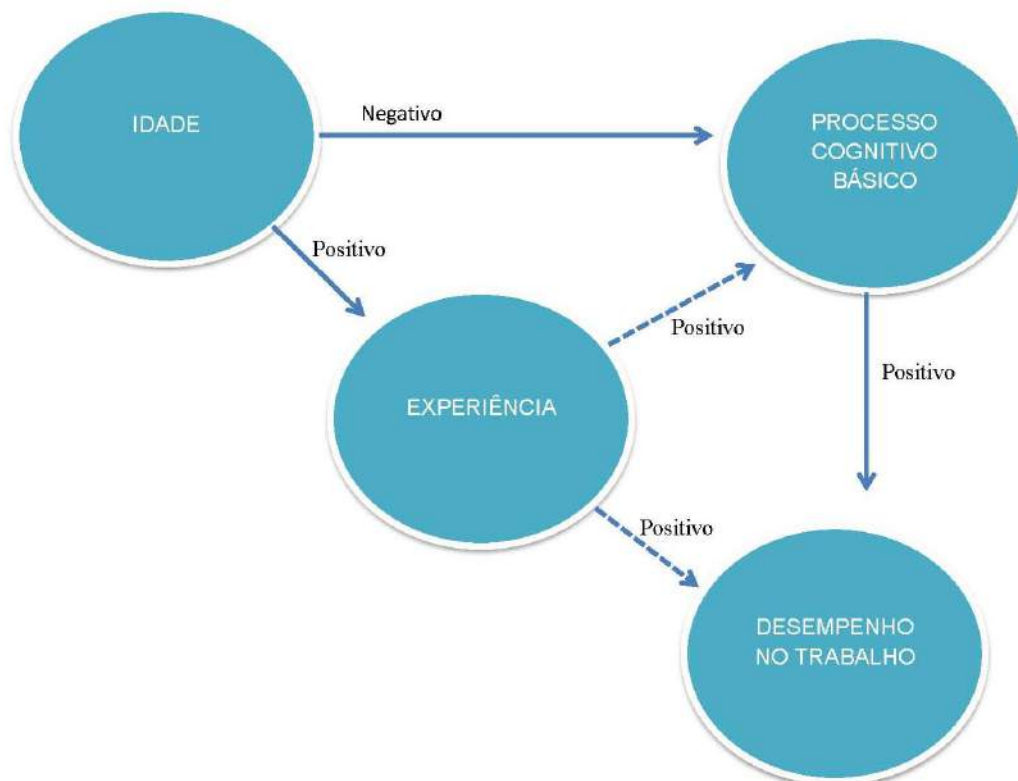 IDADE
Negativo
PROCESSO
COGNITIVO
BÁSICO
Positivo
Positivo
EXPERIÊNCIA
Positivo
Positivo
DESEMPENHO
NO TRABALHO